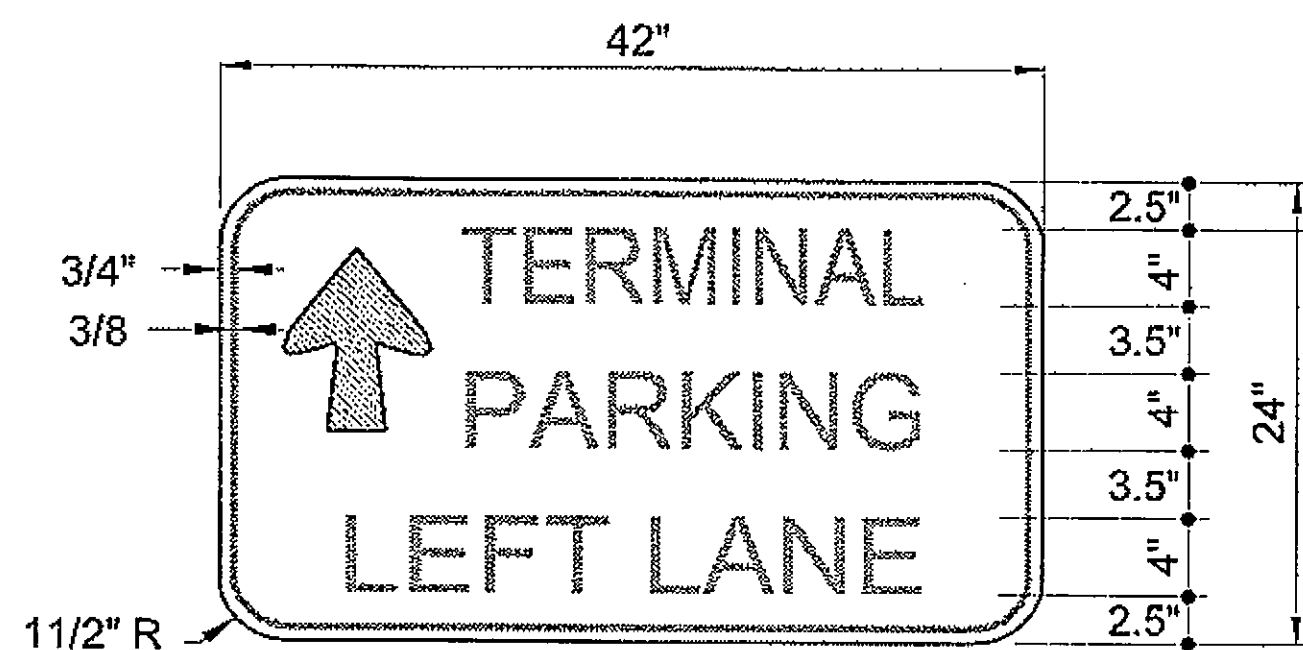 42"
3/4"
3/8
TERMINAL
PARKING
LEFT LANE
11/2" R
2.5"
4"
3.5"
4"
3.5"
4"
2.5"
24"